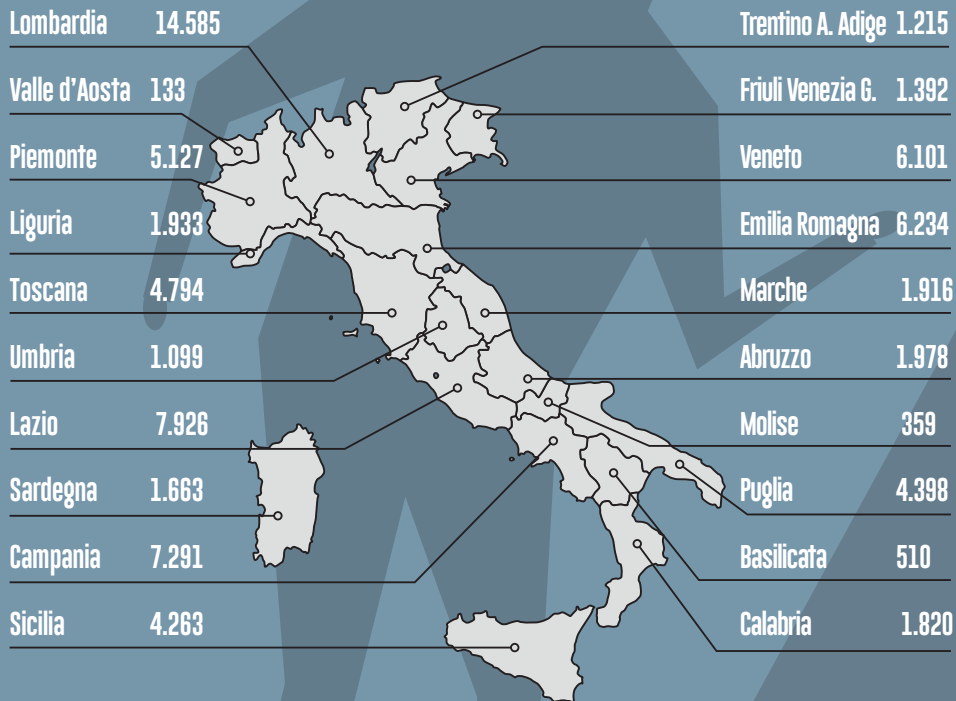 Lombardia 14.585
Valle d'Aosta 133
Piemonte 5.127
Liguria 1.933
Toscana 4.794
Umbria 1.099
Lazio 7.926
Sardegna 1.663
Campania 7.291
Sicilia 4.263
Trentino A. Adige 1.215
Friuli Venezia G. 1.392
Veneto 6.101
Emilia Romagna 6.234
Marche 1.916
Abruzzo 1.978
Molise 359
Puglia 4.398
Basilicata 510
Calabria 1.820